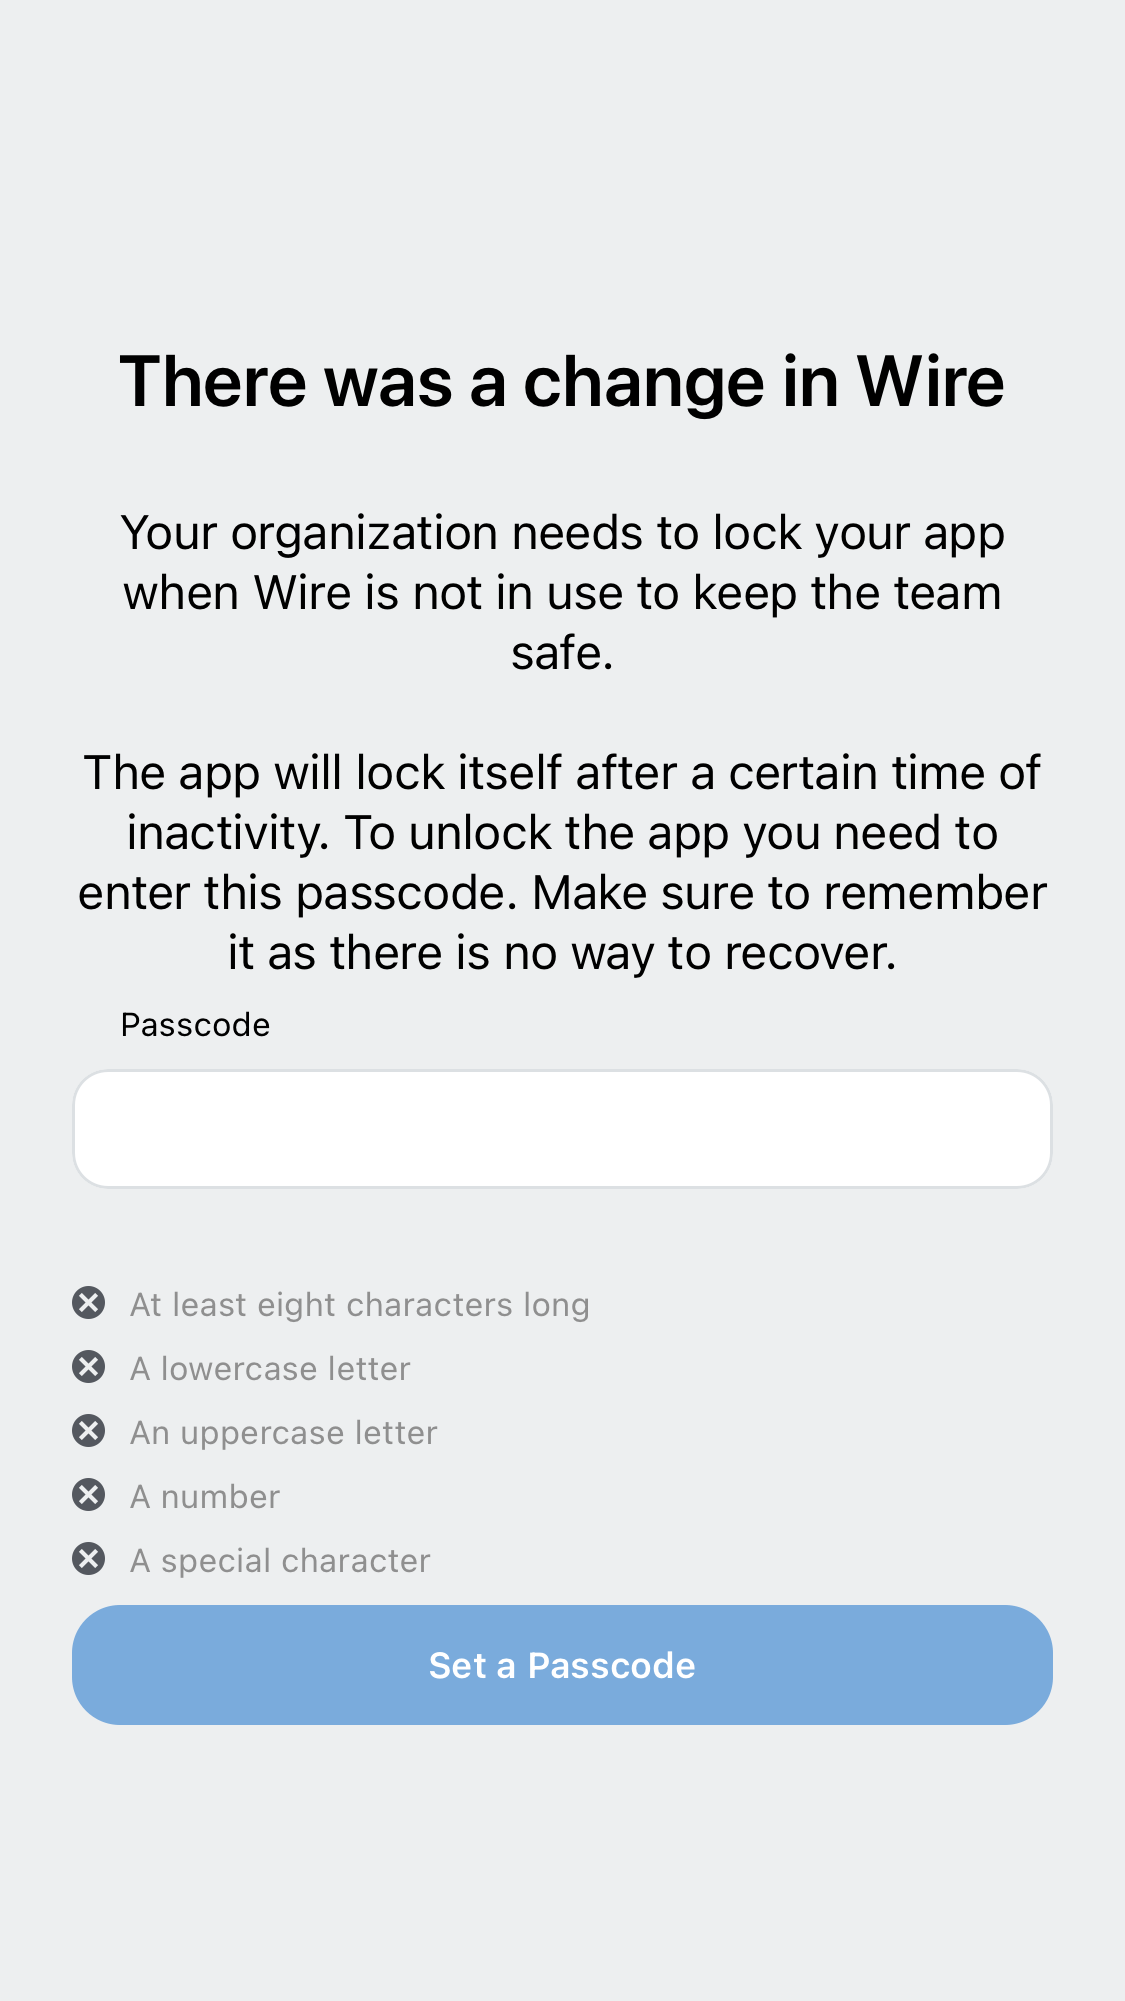 There was a change in Wire
Your organization needs to lock your app
when Wire is not in use to keep the team
safe.
The app will lock itself after a certain time of
inactivity. To unlock the app you need to
enter this passcode. Make sure to remember
it as there is no way to recover.
Passcode
At least eight characters long
A lowercase letter
An uppercase letter
A number
A special character
Set a Passcode